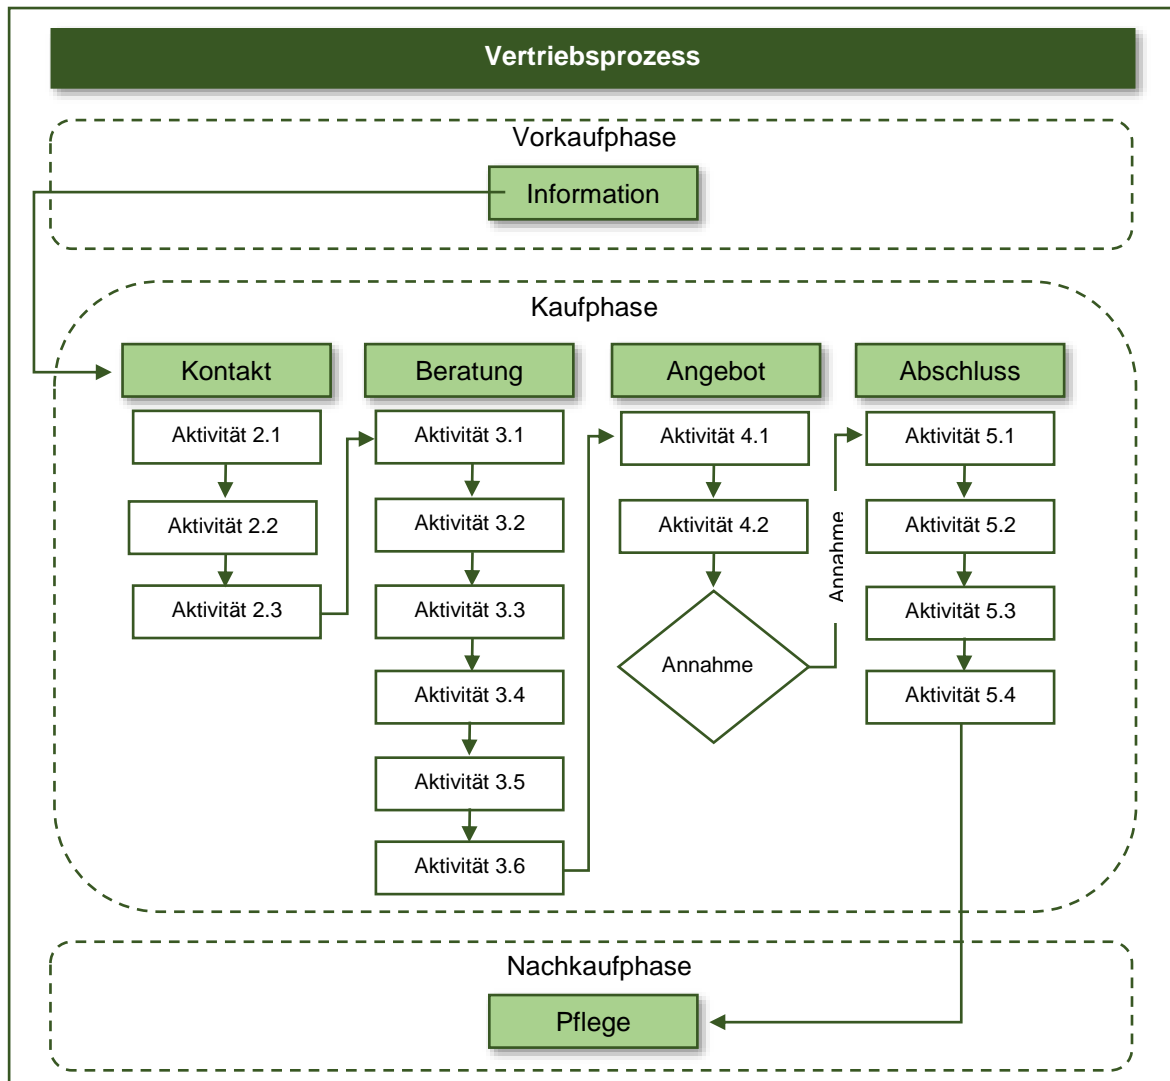 Vertriebsprozess
Vorkaufphase
Information
Kaufphase
Kontakt
Aktivität 2.1
Aktivität 2.2
Aktivität 2.3
Beratung
Aktivität 3.1
Aktivität 3.2
Aktivität 3.3
Aktivität 3.4
Aktivität 3.5
Aktivität 3.6
Angebot
Aktivität 4.1
Aktivität 4.2
Annahme
Annahme
Abschluss
Aktivität 5.1
Aktivität 5.2
Aktivität 5.3
Aktivität 5.4
Nachkaufphase
Pflege